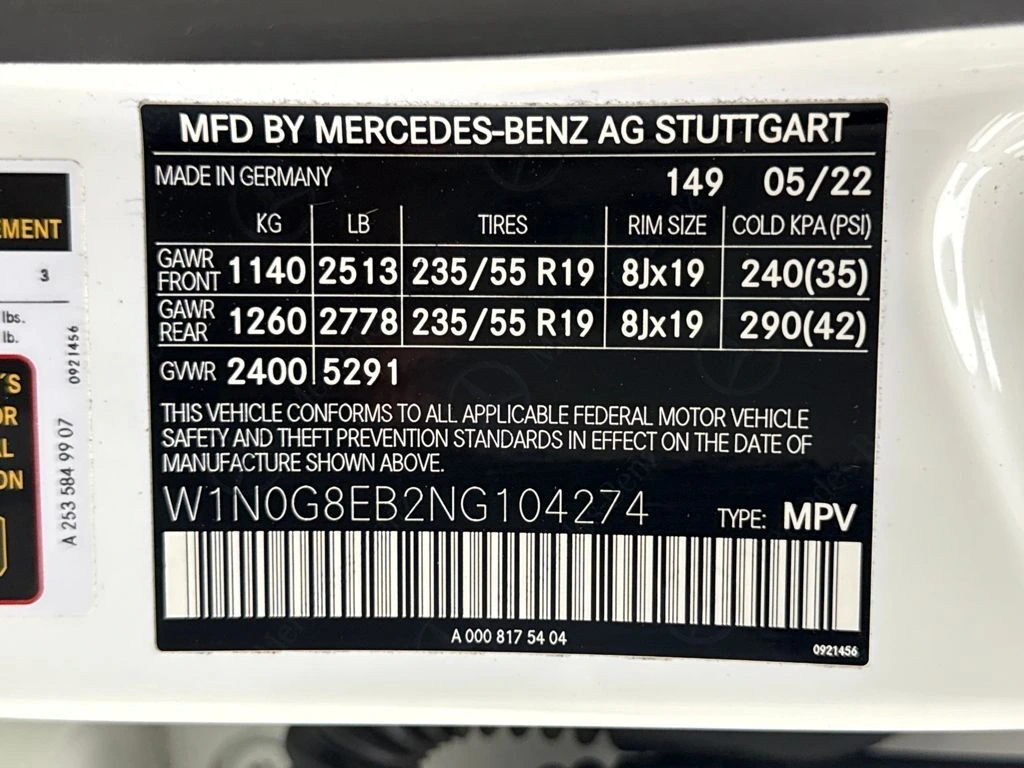 MFD BY MERCEDES-BENZ AG STUTTGART
MADE IN GERMANY 149 05/22
KG LB TIRES RIM SIZE COLD KPA (PSI)
GAWR FRONT 1140 2513 235/55 R19 8Jx19 240(35)
GAWR REAR 1260 2778 235/55 R19 8Jx19 290(42)
GVWR 2400 5291
THIS VEHICLE CONFORMS TO ALL APPLICABLE FEDERAL MOTOR VEHICLE
SAFETY AND THEFT PREVENTION STANDARDS IN EFFECT ON THE DATE OF
MANUFACTURE SHOWN ABOVE.
W1N0G8EB2NG104274 TYPE: MPV
A 000 817 54 04
0921456
EMENT
3
lbs.
lb.
'S
OR
AL
ON
0921456
A 253 584 99 07